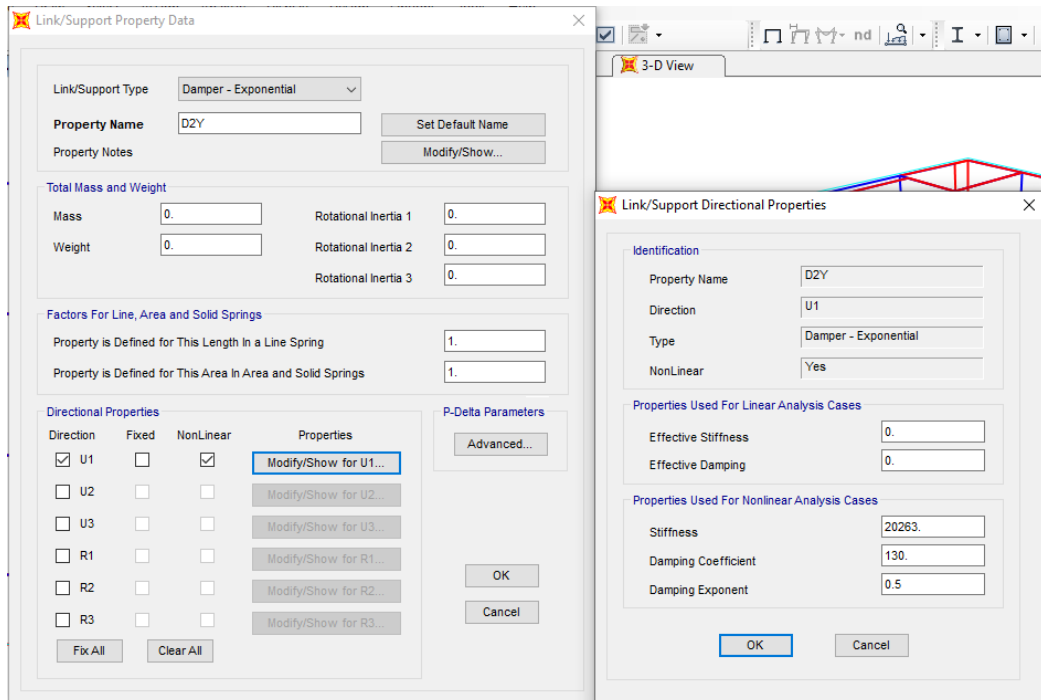 Link/Support Property Data
Link/Support Type
Damper - Exponential
Property Name
D2Y
Set Default Name
Property Notes
Modify/Show...
Total Mass and Weight
Mass
0.
Rotational Inertia 1
0.
Weight
0.
Rotational Inertia 2
0.
Rotational Inertia 3
0.
Factors For Line, Area and Solid Springs
Property is Defined for This Length In a Line Spring
1.
Property is Defined for This Area In Area and Solid Springs
1.
Directional Properties
Direction Fixed NonLinear Properties
U1 Modify/Show for U1...
U2 Modify/Show for U2...
U3 Modify/Show for U3...
R1 Modify/Show for R1...
R2 Modify/Show for R2...
R3 Modify/Show for R3...
Fix All
Clear All
P-Delta Parameters
Advanced...
OK
Cancel
nd
3-D View
Link/Support Directional Properties
Identification
Property Name
D2Y
Direction
U1
Type
Damper - Exponential
NonLinear
Yes
Properties Used For Linear Analysis Cases
Effective Stiffness
0.
Effective Damping
0.
Properties Used For Nonlinear Analysis Cases
Stiffness
20263.
Damping Coefficient
130.
Damping Exponent
0.5
OK
Cancel